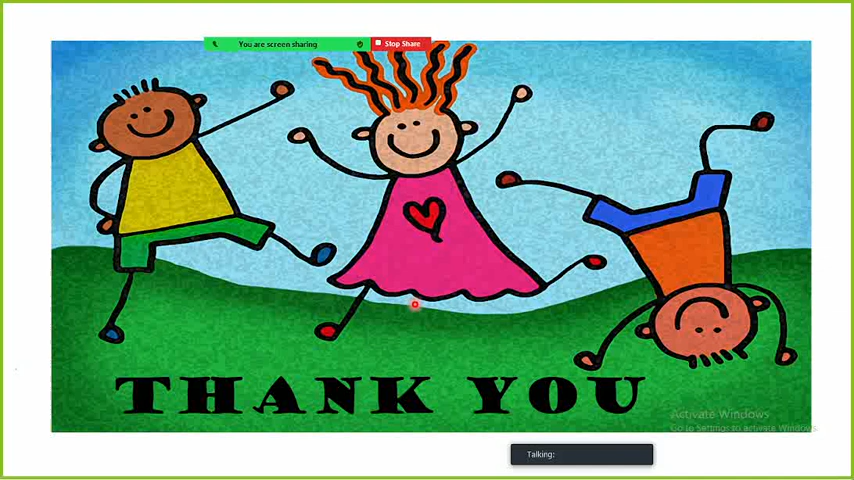 You are screen sharing
Stop Share
THANK YOU
Activate Windows
Go to Settings to activate Windows.
Talking: